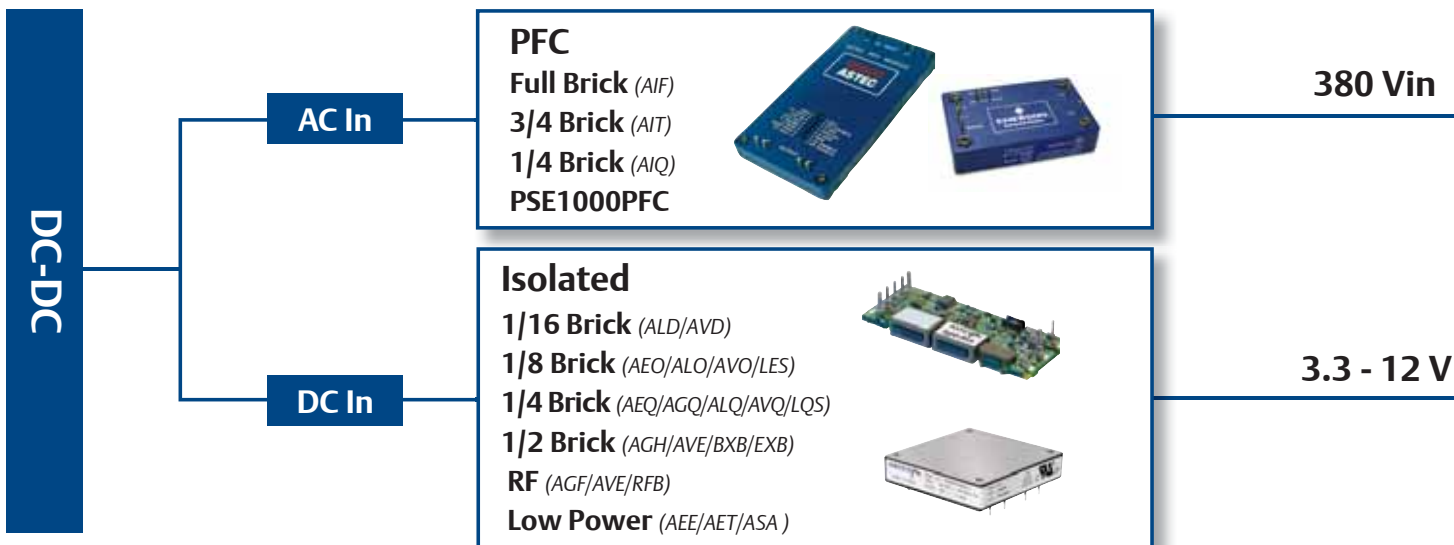 DC-DC
AC In
PFC
Full Brick (AIF)
3/4 Brick (AIT)
1/4 Brick (AIQ)
PSE1000PFC
ASTEC
EMERSON
380 Vin
DC In
Isolated
1/16 Brick (ALD/AVD)
1/8 Brick (AEO/ALO/AVO/LES)
1/4 Brick (AEQ/AGQ/ALQ/AVQ/LQS)
1/2 Brick (AGH/AVE/BXB/EXB)
RF (AGF/AVE/RFB)
Low Power (AEE/AET/ASA )
3.3 - 12 V